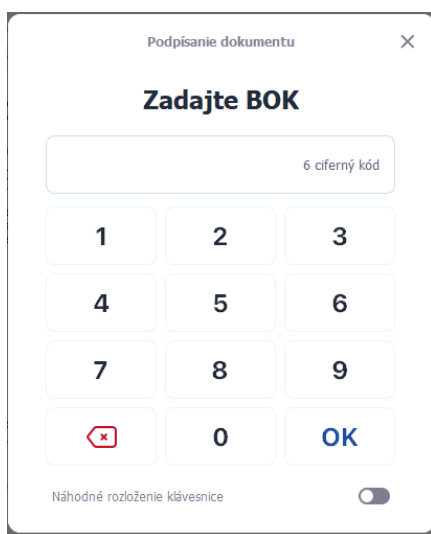 Podpísanie dokumentu
Zadajte BOK
6 ciferný kód
1 2 3
4 5 6
7 8 9
0 OK
Náhodné rozloženie klávesnice